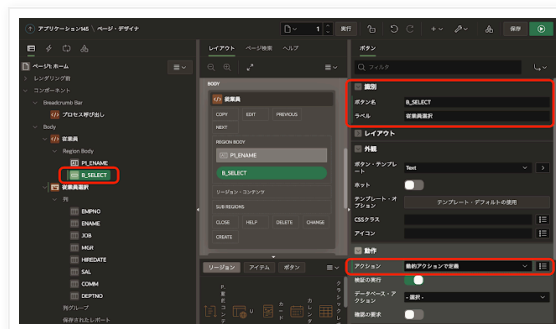 アプリケーション145 \ ページ・デザイナ
1
実行
保存
ページ1: ホーム
レンダリング前
コンポーネント
Breadcrumb Bar
プロセス呼び出し
Body
従業員
Region Body
P1_ENAME
B_SELECT
従業員選択
列
EMPNO
ENAME
JOB
MGR
HIREDATE
SAL
COMM
DEPTNO
列グループ
保存されたレポート
レイアウト
ページ検索
ヘルプ
BODY
従業員
COPY
EDIT
PREVIOUS
NEXT
REGION BODY
P1_ENAME
B_SELECT
リージョン・コンテンツ
SUB REGIONS
CLOSE
HELP
DELETE
CHANGE
CREATE
リージョン
アイテム
ボタン
ボタン
フィルタ
識別
ボタン名
B_SELECT
ラベル
従業員選択
レイアウト
外観
ボタン・テンプレート
Text
ホット
テンプレート・オプション
テンプレート・デフォルトの使用
CSSクラス
アイコン
動作
アクション
動的アクションで定義
検証の実行
データベース・アクション
- 選択 -
確認の要求